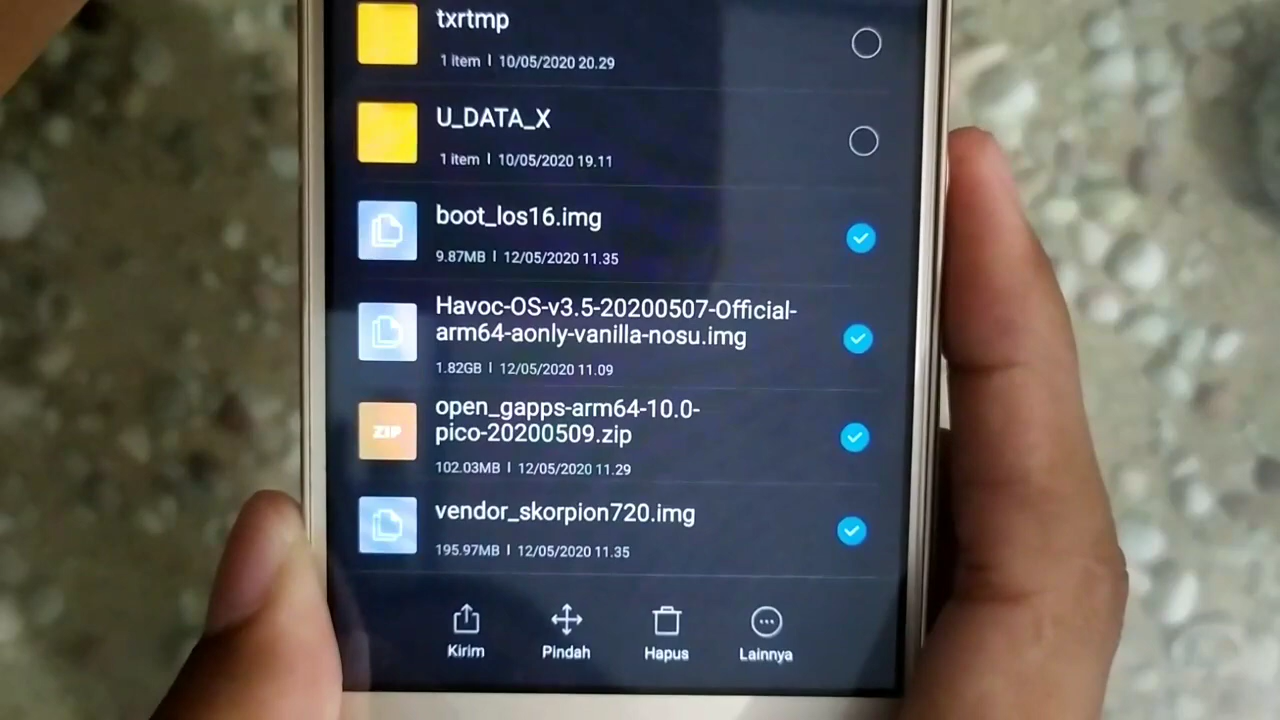 txrtmp
1 item | 10/05/2020 20.29
U_DATA_X
1 item | 10/05/2020 19.11
boot_los16.img
9.87MB | 12/05/2020 11.35
Havoc-OS-v3.5-20200507-Official-
arm64-aonly-vanilla-nosu.img
1.82GB | 12/05/2020 11.09
ZIP
open_gapps-arm64-10.0-
pico-20200509.zip
102.03MB | 12/05/2020 11.29
vendor_skorpion720.img
195.97MB | 12/05/2020 11.35
Kirim Pindah Hapus Lainnya